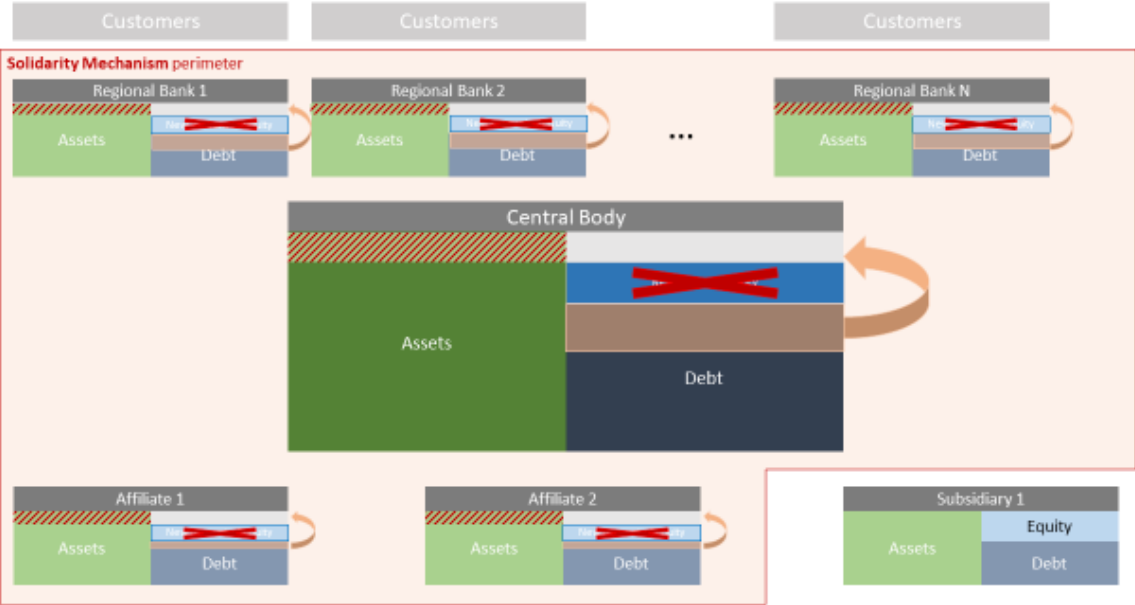 Customers
Customers
Customers
Solidarity Mechanism perimeter
Regional Bank 1
Regional Bank 2
Regional Bank N
Assets
Debt
Assets
Debt
...
Assets
Debt
Central Body
Assets
Debt
Affiliate 1
Affiliate 2
Subsidiary 1
Assets
Debt
Assets
Debt
Assets
Equity
Debt